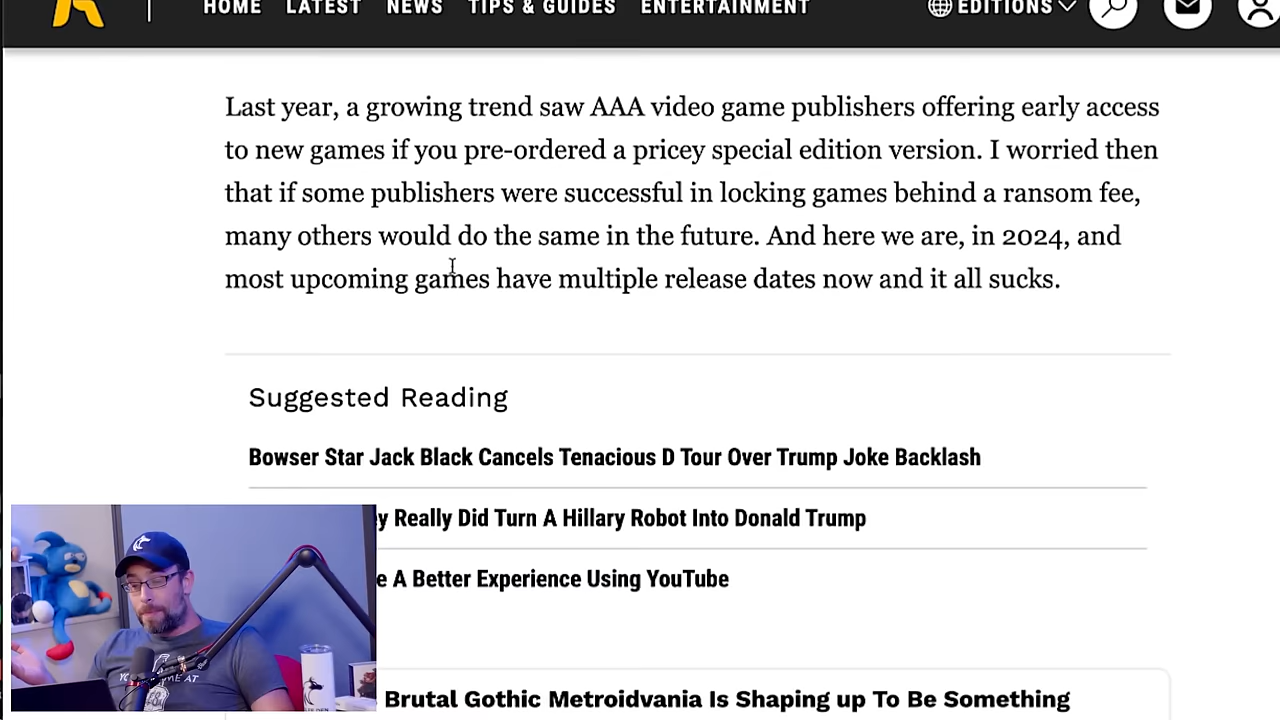 HOME LATEST NEWS TIPS & GUIDES ENTERTAINMENT EDITIONS
Last year, a growing trend saw AAA video game publishers offering early access
to new games if you pre-ordered a pricey special edition version. I worried then
that if some publishers were successful in locking games behind a ransom fee,
many others would do the same in the future. And here we are, in 2024, and
most upcoming games have multiple release dates now and it all sucks.
Suggested Reading
Bowser Star Jack Black Cancels Tenacious D Tour Over Trump Joke Backlash
y Really Did Turn A Hillary Robot Into Donald Trump
e A Better Experience Using YouTube
Brutal Gothic Metroidvania Is Shaping up To Be Something